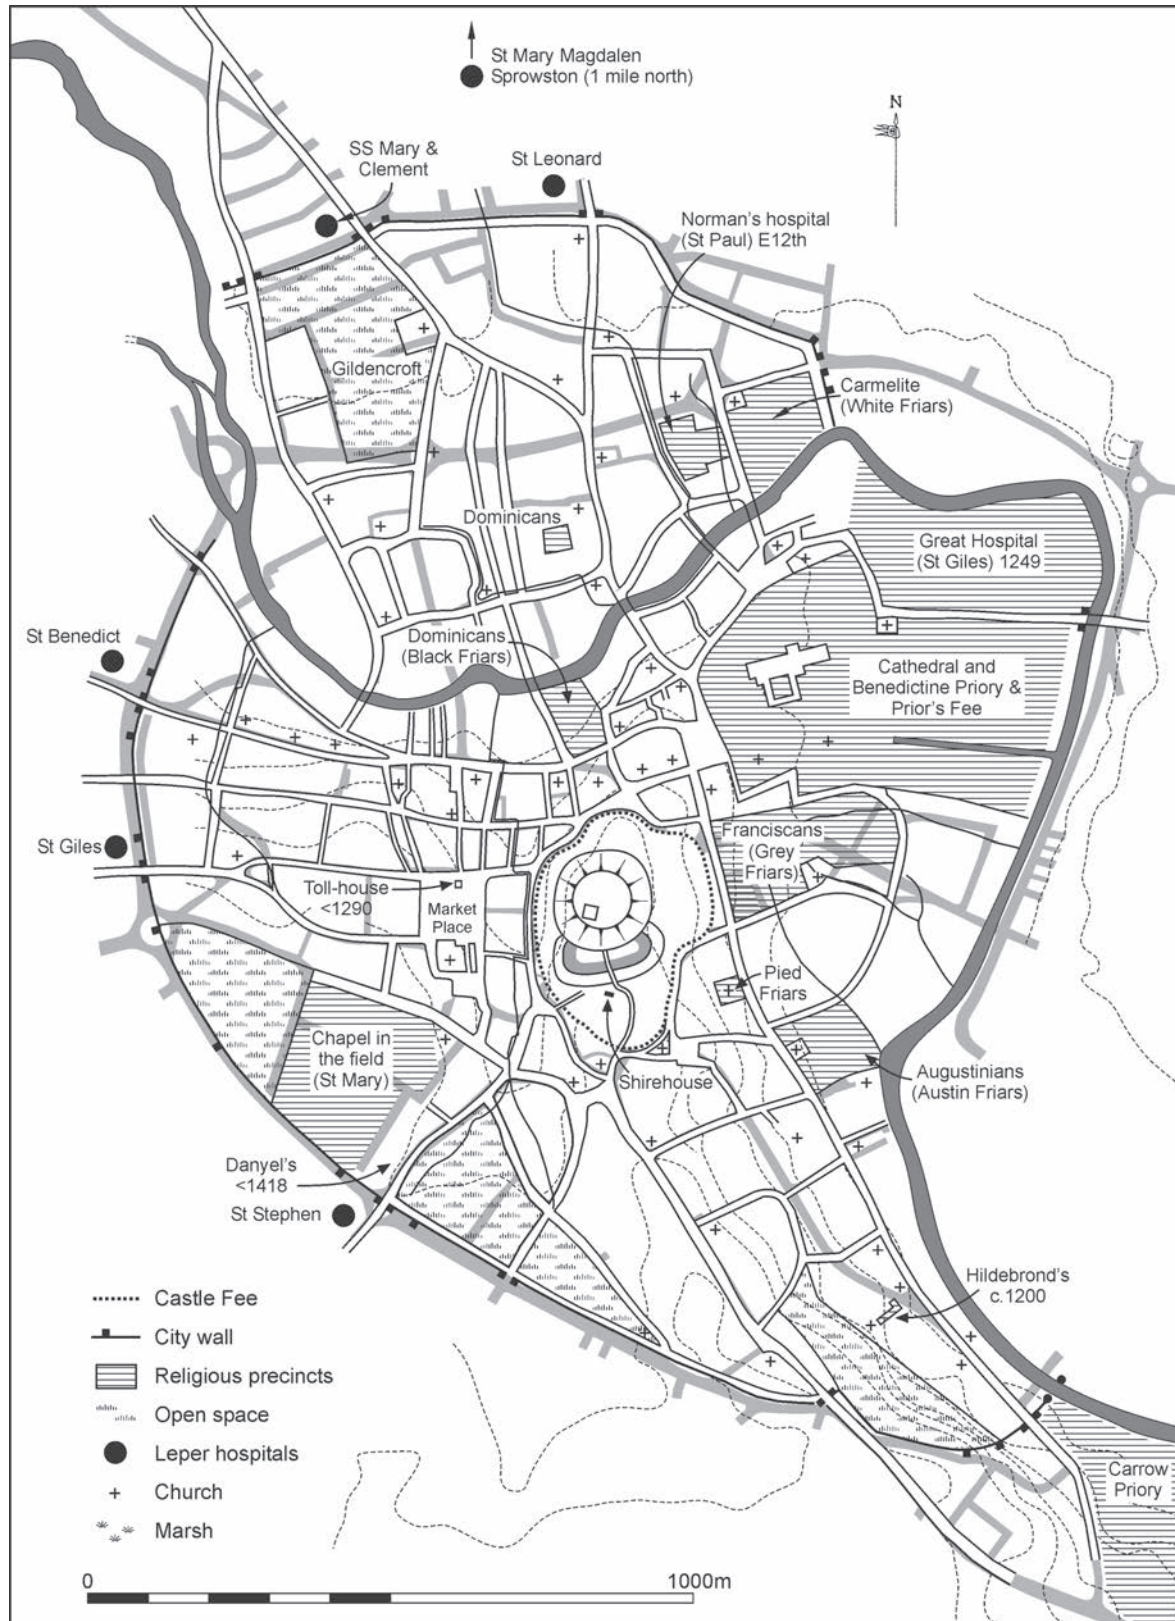 St Mary Magdalen
Sprowston (1 mile north)
N
SS Mary &
Clement
St Leonard
Norman's hospital
(St Paul) E12th
Gildencroft
Carmelite
(White Friars)
Dominicans
Great Hospital
(St Giles) 1249
St Benedict
Dominicans
(Black Friars)
Cathedral and
Benedictine Priory &
Prior's Fee
St Giles
Franciscans
(Grey
Friars)
Toll-house
<1290
Market
Place
Pied
Friars
Chapel in
the field
(St Mary)
Shirehouse
Augustinians
(Austin Friars)
Danyel's
<1418
St Stephen
Hildebrond's
c.1200
Castle Fee
City wall
Religious precincts
Open space
Leper hospitals
Church
Marsh
Carrow
Priory
0
1000m